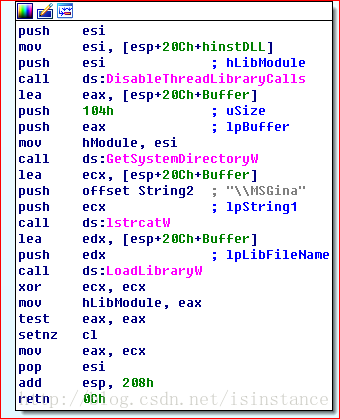 push    esi
mov     esi, [esp+20Ch+hinstDLL]
push    esi             ; hLibModule
call    ds:DisableThreadLibraryCalls
lea     eax, [esp+20Ch+Buffer]
push    104h            ; uSize
push    eax             ; lpBuffer
mov     hModule, esi
call    ds:GetSystemDirectoryW
lea     ecx, [esp+20Ch+Buffer]
push    offset String2  ; "\\MSGina"
push    ecx             ; lpString1
call    ds:lstrcatW
lea     edx, [esp+20Ch+Buffer]
push    edx             ; lpLibFileName
call    ds:LoadLibraryW
xor     ecx, ecx
mov     hLibModule, eax
test    eax, eax
setnz   cl
mov     eax, ecx
pop     esi
add     esp, 208h
retn    0Ch
http://blog.csdn.net/isinstance